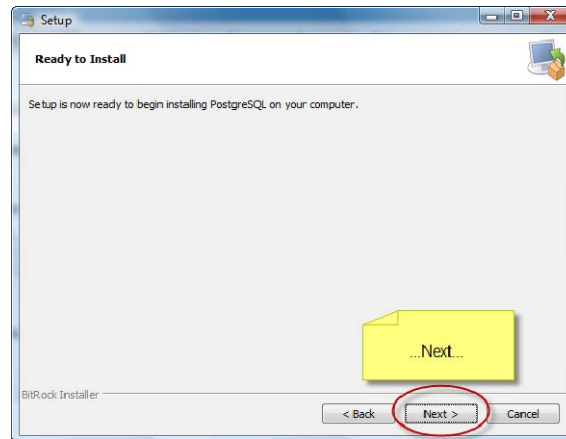 Setup
Ready to Install
Setup is now ready to begin installing PostgreSQL on your computer.
...Next...
BitRock Installer
< Back Next > Cancel